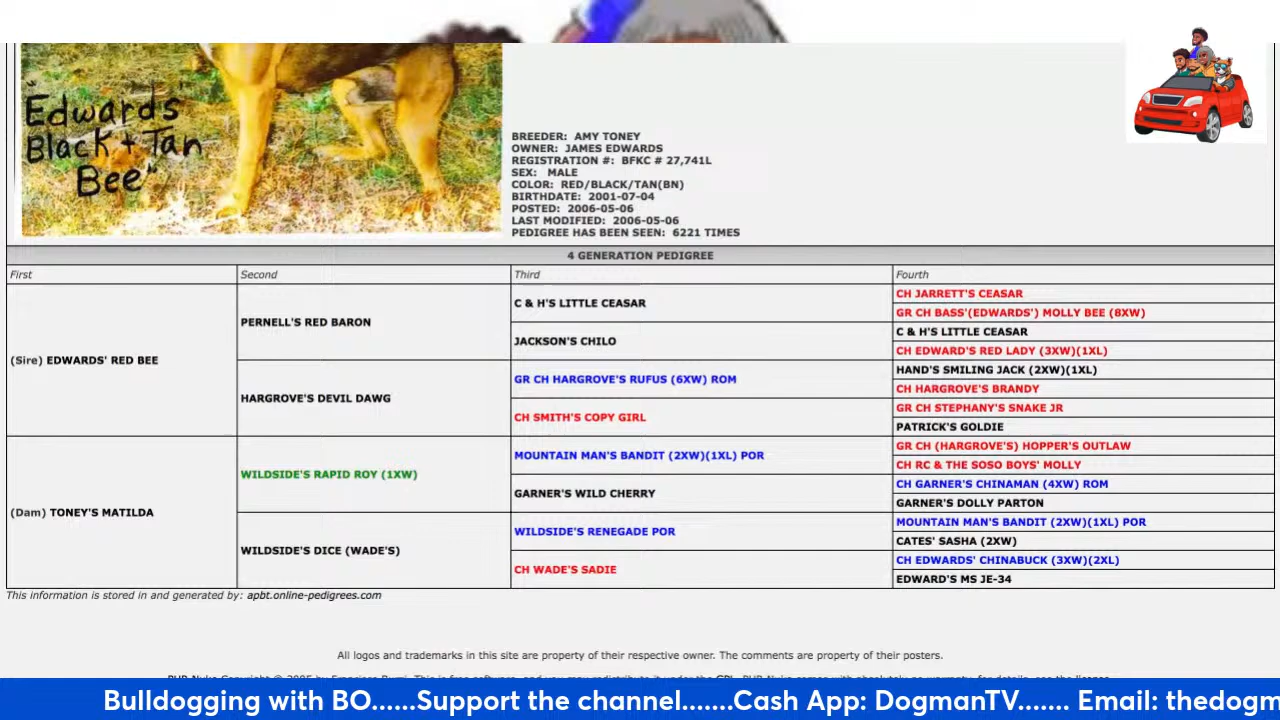 "Edwards'
Black + Tan
Bee"
BREEDER: AMY TONEY
OWNER: JAMES EDWARDS
REGISTRATION #: BFKC # 27,741L
SEX: MALE
COLOR: RED/BLACK/TAN(BN)
BIRTHDATE: 2001-07-04
POSTED: 2006-05-06
LAST MODIFIED: 2006-05-06
PEDIGREE HAS BEEN SEEN: 6221 TIMES
4 GENERATION PEDIGREE
First Second Third Fourth
(Sire) EDWARDS' RED BEE
PERNELL'S RED BARON
C & H'S LITTLE CEASAR
CH JARRETT'S CEASAR
GR CH BASS'(EDWARDS') MOLLY BEE (8XW)
JACKSON'S CHILO
C & H'S LITTLE CEASAR
CH EDWARD'S RED LADY (3XW)(1XL)
HARGROVE'S DEVIL DAWG
GR CH HARGROVE'S RUFUS (6XW) ROM
HAND'S SMILING JACK (2XW)(1XL)
CH HARGROVE'S BRANDY
CH SMITH'S COPY GIRL
GR CH STEPHANY'S SNAKE JR
PATRICK'S GOLDIE
(Dam) TONEY'S MATILDA
WILDSIDE'S RAPID ROY (1XW)
MOUNTAIN MAN'S BANDIT (2XW)(1XL) POR
GR CH (HARGROVE'S) HOPPER'S OUTLAW
CH RC & THE SOSO BOYS' MOLLY
GARNER'S WILD CHERRY
CH GARNER'S CHINAMAN (4XW) ROM
GARNER'S DOLLY PARTON
WILDSIDE'S DICE (WADE'S)
WILDSIDE'S RENEGADE POR
MOUNTAIN MAN'S BANDIT (2XW)(1XL) POR
CATES' SASHA (2XW)
CH WADE'S SADIE
CH EDWARDS' CHINABUCK (3XW)(2XL)
EDWARD'S MS JE-34
This information is stored in and generated by: apbt.online-pedigrees.com
All logos and trademarks in this site are property of their respective owner. The comments are property of their posters.
Bulldogging with BO......Support the channel.......Cash App: DogmanTV....... Email: thedogm